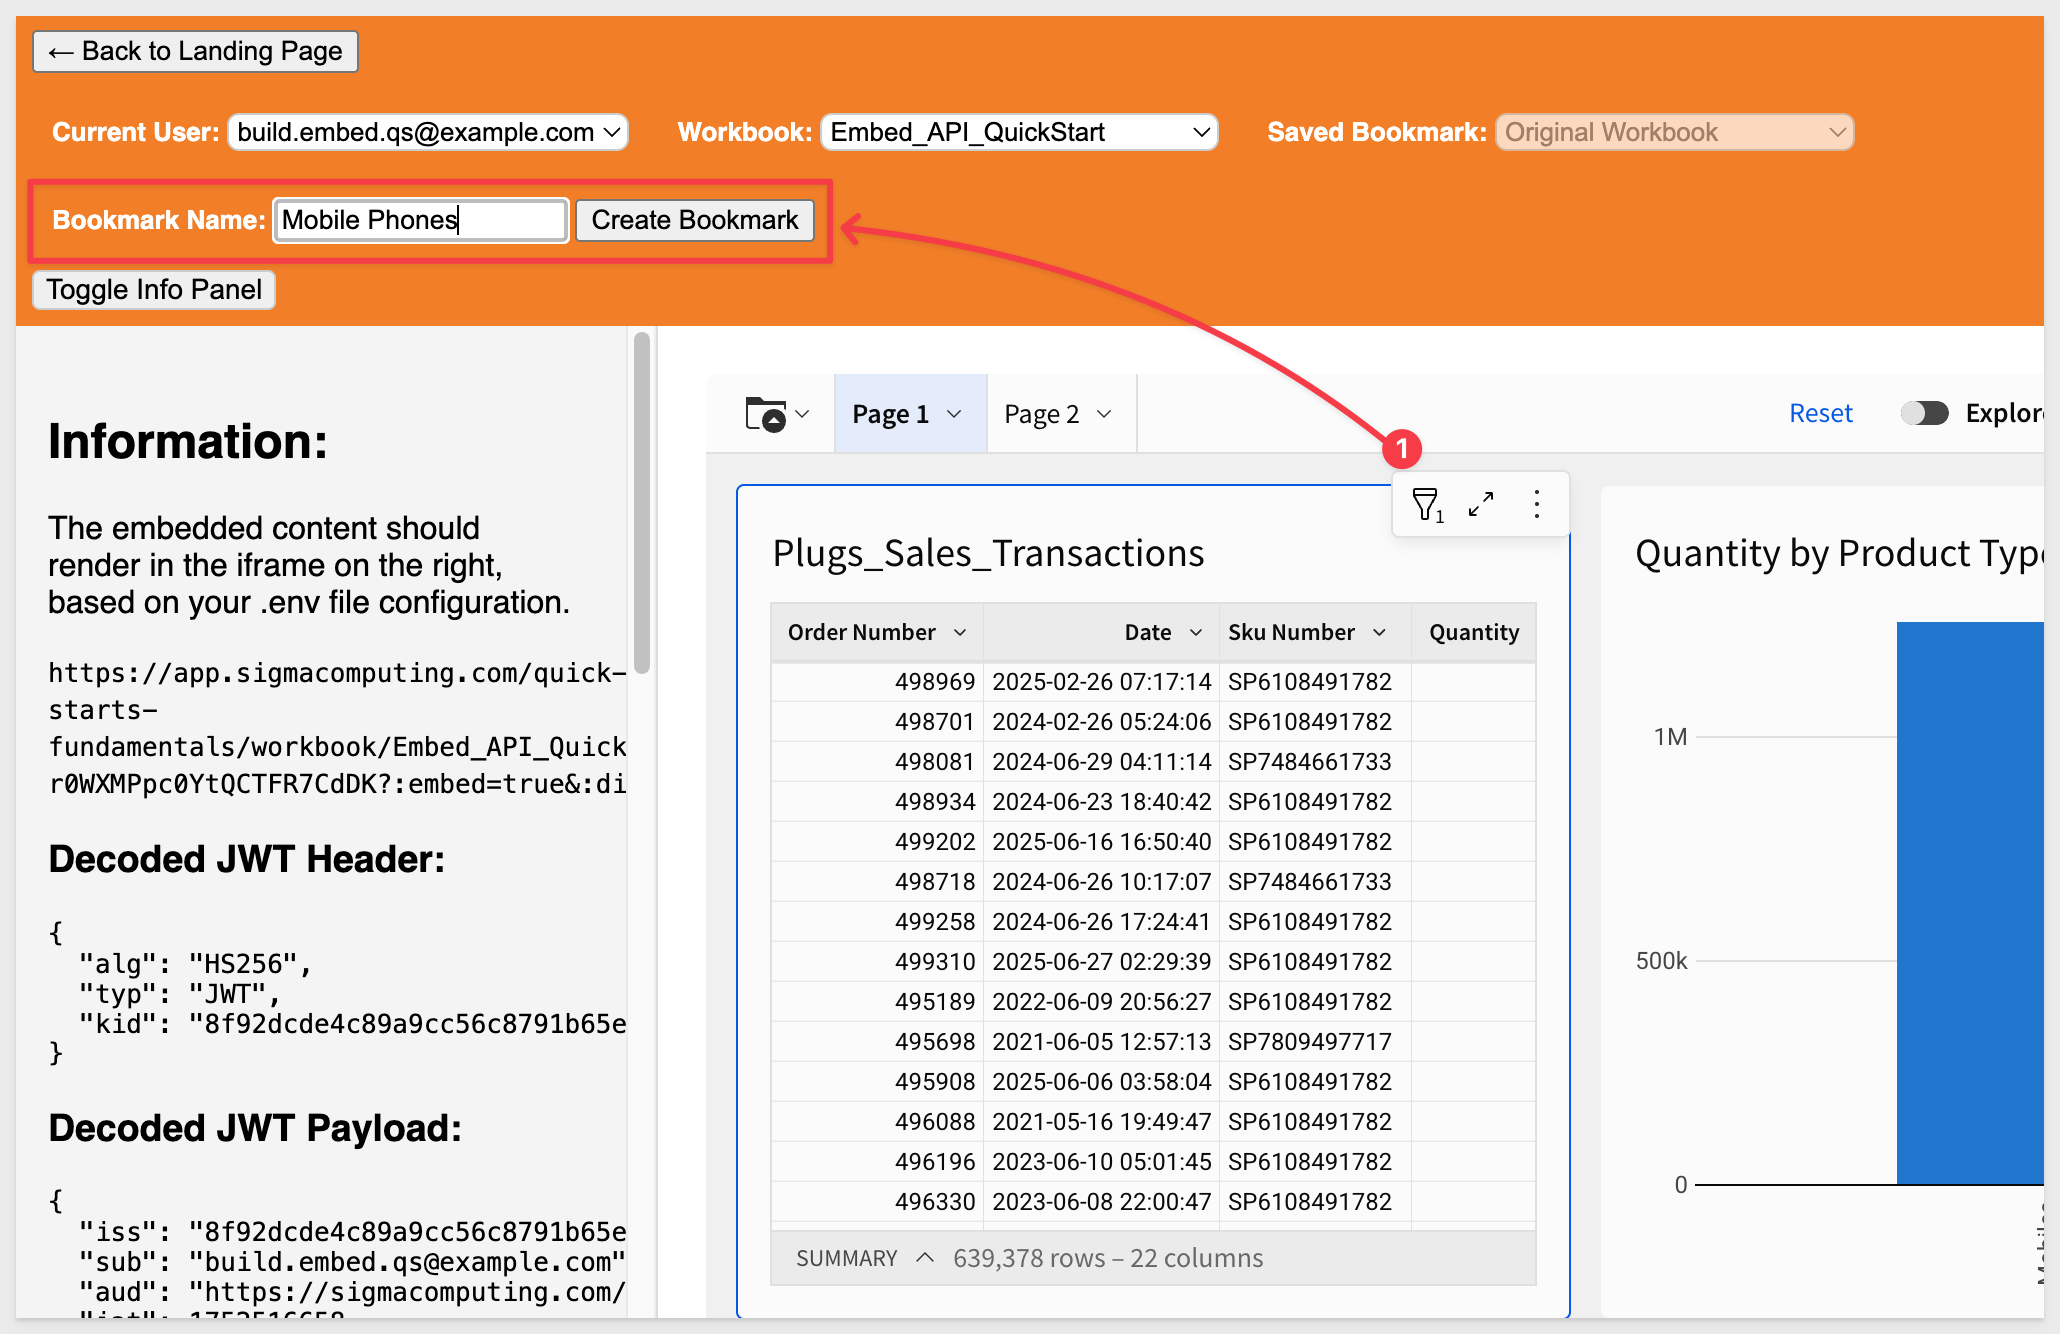 ← Back to Landing Page
Current User: build.embed.qs@example.com Workbook: Embed_API_QuickStart Saved Bookmark: Original Workbook
Bookmark Name: Mobile Phones Create Bookmark
Toggle Info Panel
Information:
The embedded content should
render in the iframe on the right,
based on your .env file configuration.
https://app.sigmacomputing.com/quick-
starts-
fundamentals/workbook/Embed_API_Quick
r0WXMPpc0YtQCTFR7CdDK?:embed=true&:di
Decoded JWT Header:
{
"alg": "HS256",
"typ": "JWT",
"kid": "8f92dcde4c89a9cc56c8791b65e
}
Decoded JWT Payload:
{
"iss": "8f92dcde4c89a9cc56c8791b65e
"sub": "build.embed.qs@example.com"
"aud": "https://sigmacomputing.com/
Page 1 Page 2 Reset Explore
1
1
Plugs_Sales_Transactions
Order Number Date Sku Number Quantity
498969 2025-02-26 07:17:14 SP6108491782
498701 2024-02-26 05:24:06 SP6108491782
498081 2024-06-29 04:11:14 SP7484661733
498934 2024-06-23 18:40:42 SP6108491782
499202 2025-06-16 16:50:40 SP6108491782
498718 2024-06-26 10:17:07 SP7484661733
499258 2024-06-26 17:24:41 SP6108491782
499310 2025-06-27 02:29:39 SP6108491782
495189 2022-06-09 20:56:27 SP6108491782
495698 2021-06-05 12:57:13 SP7809497717
495908 2025-06-06 03:58:04 SP6108491782
496088 2021-05-16 19:49:47 SP6108491782
496196 2023-06-10 05:01:45 SP6108491782
496330 2023-06-08 22:00:47 SP6108491782
SUMMARY 639,378 rows – 22 columns
Quantity by Product Type
1M
500k
0